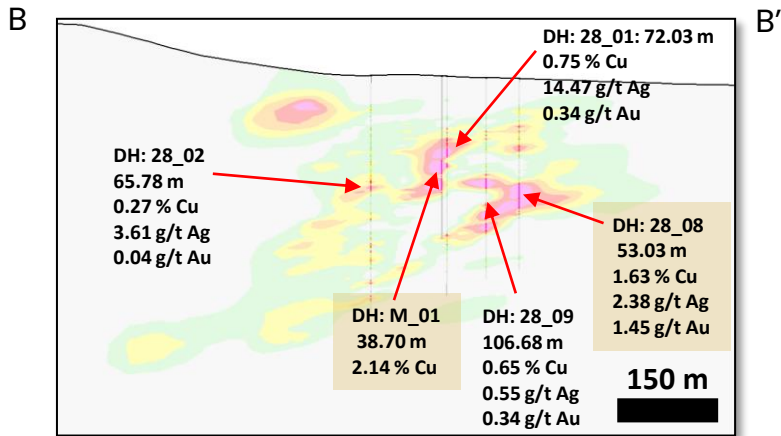 B
B'
DH: 28_01: 72.03 m
0.75 % Cu
14.47 g/t Ag
0.34 g/t Au
DH: 28_02
65.78 m
0.27 % Cu
3.61 g/t Ag
0.04 g/t Au
DH: M_01
38.70 m
2.14 % Cu
DH: 28_09
106.68 m
0.65 % Cu
0.55 g/t Ag
0.34 g/t Au
DH: 28_08
53.03 m
1.63 % Cu
2.38 g/t Ag
1.45 g/t Au
150 m